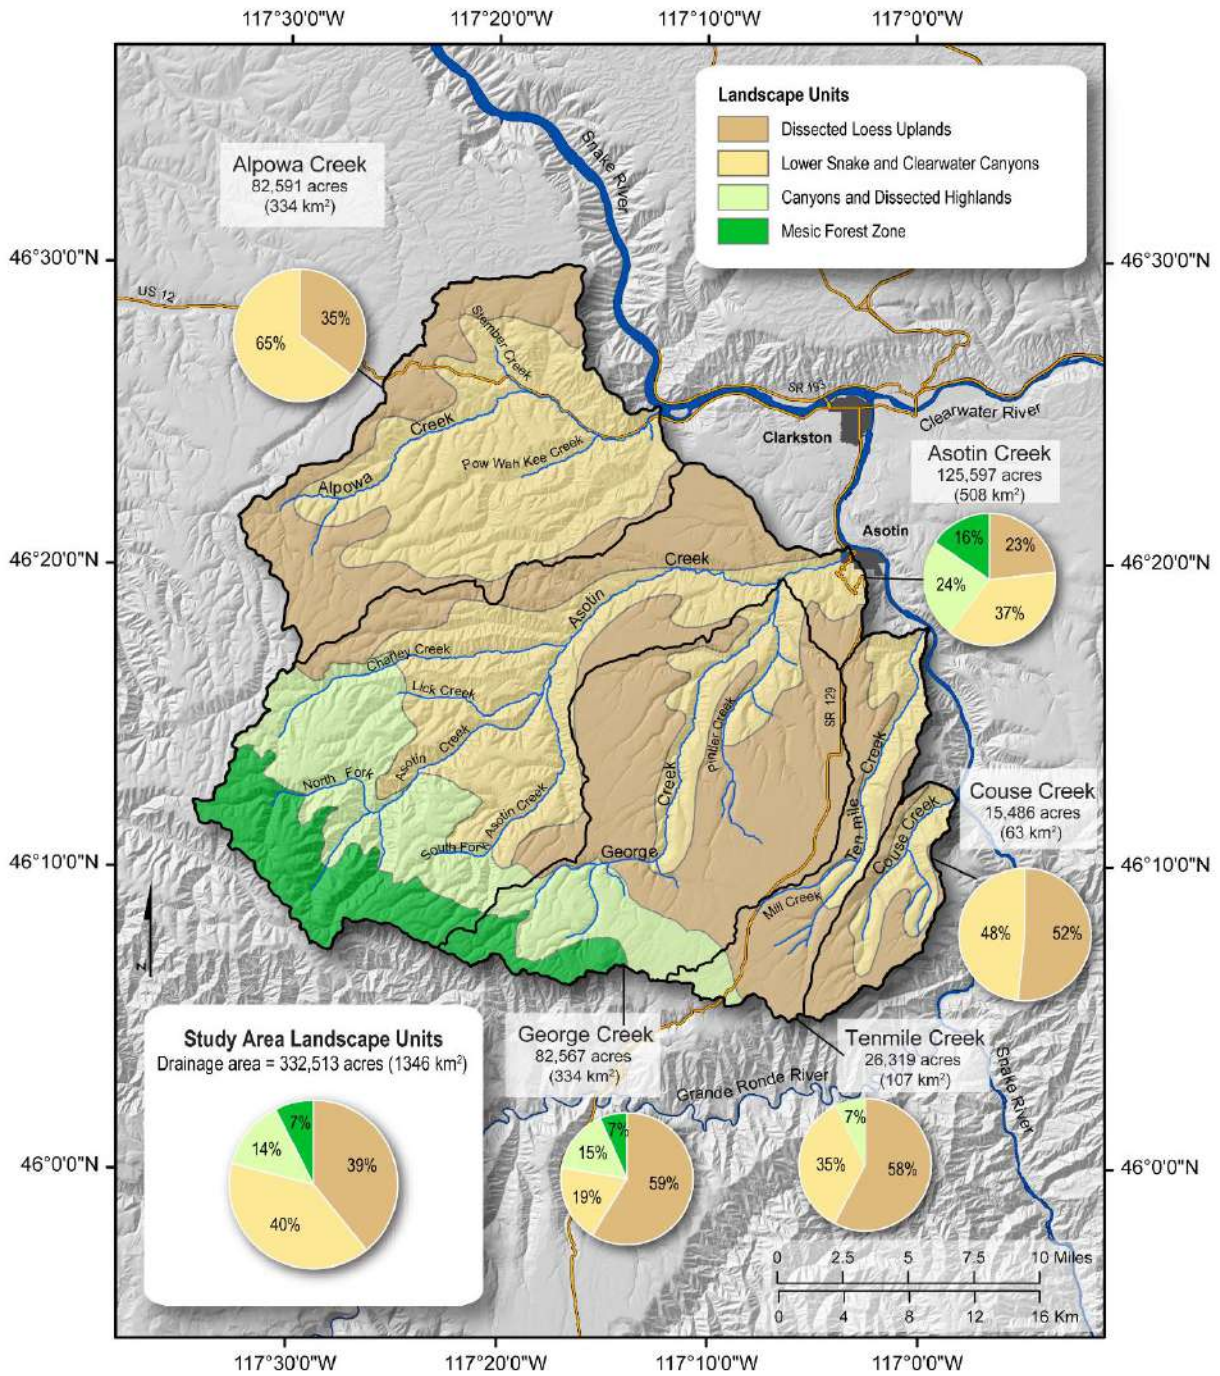 117°30'0"W
117°20'0"W
117°10'0"W
117°0'0"W
Landscape Units
Dissected Loess Uplands
Lower Snake and Clearwater Canyons
Canyons and Dissected Highlands
Mesic Forest Zone
Snake River
Alpowa Creek
82,591 acres
(334 km²)
46°30'0"N
46°30'0"N
US 12
35%
65%
Stember Creek
Alpowa Creek
Pow Wah Kee Creek
SR 193
Clearwater River
Clarkston
Asotin Creek
125,597 acres
(508 km²)
16%
23%
24%
37%
Asotin
46°20'0"N
46°20'0"N
Asotin Creek
Charley Creek
Lick Creek
North Fork
Asotin Creek
South Fork
Asotin Creek
George Creek
Pintler Creek
SR 129
Tenmile Creek
Mill Creek
Couse Creek
Couse Creek
15,486 acres
(63 km²)
48%
52%
46°10'0"N
46°10'0"N
N
Study Area Landscape Units
Drainage area = 332,513 acres (1346 km²)
7%
14%
39%
40%
George Creek
82,567 acres
(334 km²)
7%
15%
19%
59%
Tenmile Creek
26,319 acres
(107 km²)
7%
35%
58%
Grande Ronde River
Snake River
46°0'0"N
46°0'0"N
0 2.5 5 7.5 10 Miles
0 4 8 12 16 Km
117°30'0"W
117°20'0"W
117°10'0"W
117°0'0"W